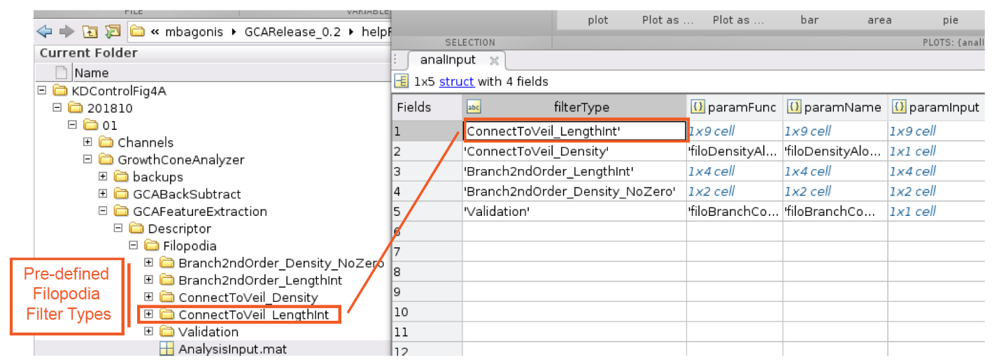 FILE
VARIABLE
« mbagonis ▸ GCARelease_0.2 ▸ helpF
Current Folder
Name
KDControlFig4A
201810
01
Channels
GrowthConeAnalyzer
backups
GCABackSubtract
GCAFeatureExtraction
Descriptor
Filopodia
Branch2ndOrder_Density_NoZero
Branch2ndOrder_LengthInt
ConnectToVeil_Density
ConnectToVeil_LengthInt
Validation
AnalysisInput.mat
Pre-defined
Filopodia
Filter Types
plot Plot as ... Plot as ... bar area pie
SELECTION PLOTS: {anall
analInput
1x5 struct with 4 fields
Fields abc filterType {} paramFunc {} paramName {} paramInput
1 ConnectToVeil_LengthInt' 1x9 cell 1x9 cell 1x9 cell
2 'ConnectToVeil_Density' 'filoDensityAl... 'filoDensityAlo... 1x1 cell
3 'Branch2ndOrder_LengthInt' 1x4 cell 1x4 cell 1x4 cell
4 'Branch2ndOrder_Density_NoZero' 1x2 cell 1x2 cell 1x2 cell
5 'Validation' 'filoBranchCo... 'filoBranchCo... 1x1 cell
6
7
8
9
10
11
12